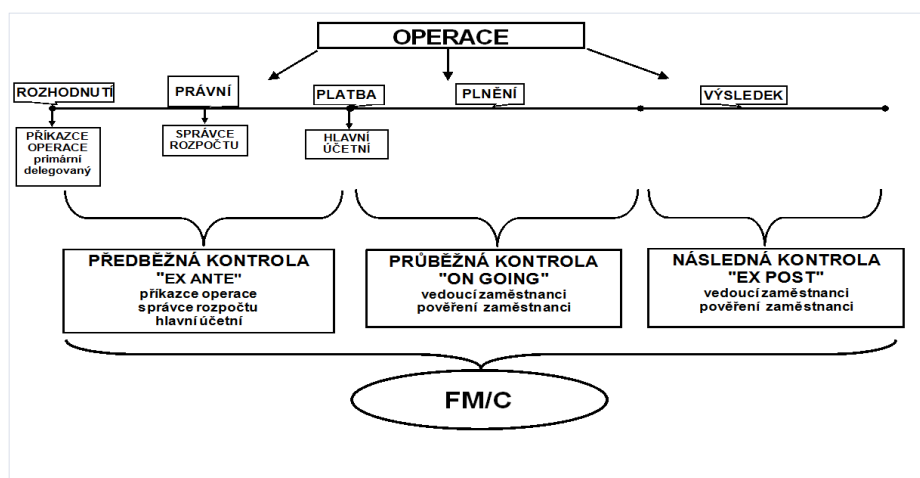 OPERACE
ROZHODNUTÍ
PRÁVNÍ
PLATBA
PLNĚNÍ
VÝSLEDEK
PŘÍKAZCE
OPERACE
primární
delegovaný
SPRÁVCE
ROZPOČTU
HLAVNÍ
ÚČETNÍ
PŘEDBĚŽNÁ KONTROLA
"EX ANTE"
příkazce operace
správce rozpočtu
hlavní účetní
PRŮBĚŽNÁ KONTROLA
"ON GOING"
vedoucí zaměstnanci
pověření zaměstnanci
NÁSLEDNÁ KONTROLA
"EX POST"
vedoucí zaměstnanci
pověření zaměstnanci
FM/C